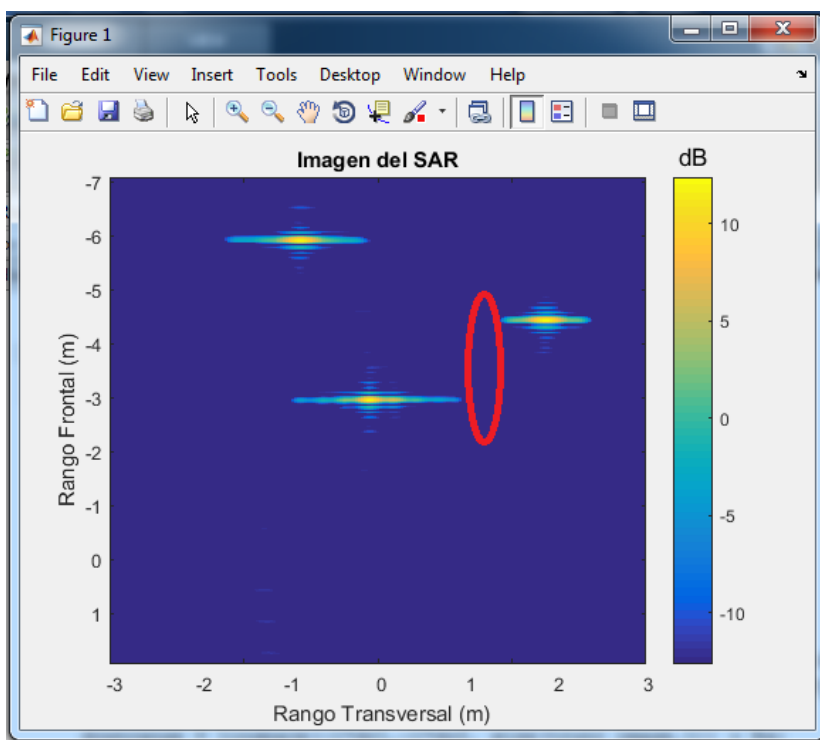 Figure 1
File Edit View Insert Tools Desktop Window Help
Imagen del SAR
dB
-7
-6
-5
-4
-3
-2
-1
0
1
Rango Frontal (m)
-3 -2 -1 0 1 2 3
Rango Transversal (m)
10
5
0
-5
-10